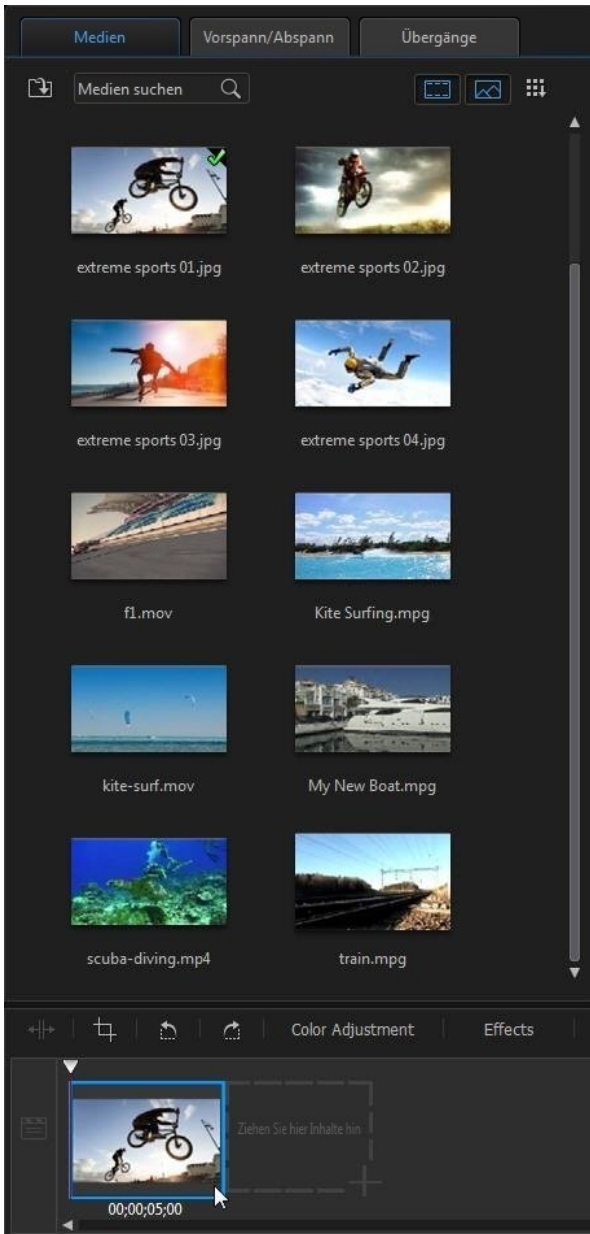 Medien Vorspann/Abspann Übergänge
Medien suchen
extreme sports 01.jpg extreme sports 02.jpg
extreme sports 03.jpg extreme sports 04.jpg
f1.mov Kite Surfing.mpg
kite-surf.mov My New Boat.mpg
scuba-diving.mp4 train.mpg
Color Adjustment Effects
Ziehen Sie hier Inhalte hin
00;00;05;00